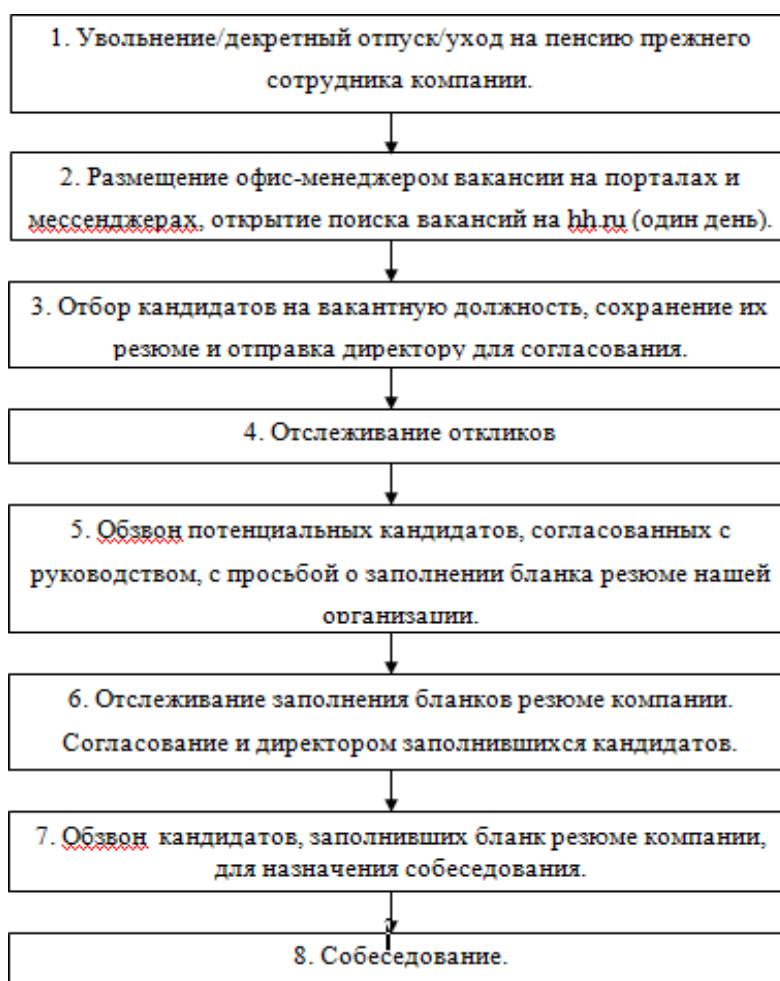 1. Увольнение/декретный отпуск/уход на пенсию прежнего
сотрудника компании.
2. Размещение офис-менеджером вакансии на порталах и
мессенджерах, открытие поиска вакансий на hh.ru (один день).
3. Отбор кандидатов на вакантную должность, сохранение их
резюме и отправка директору для согласования.
4. Отслеживание откликов
5. Обзвон потенциальных кандидатов, согласованных с
руководством, с просьбой о заполнении бланка резюме нашей
организации.
6. Отслеживание заполнения бланков резюме компании.
Согласование и директором заполнившихся кандидатов.
7. Обзвон кандидатов, заполнивших бланк резюме компании,
для назначения собеседования.
8. Собеседование.